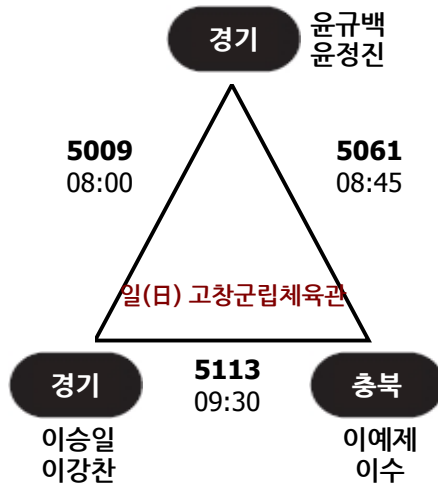 경기
윤규백
윤정진
5009
08:00
5061
08:45
일(日) 고창군립체육관
경기
5113
09:30
충북
이승일
이강찬
이예제
이수